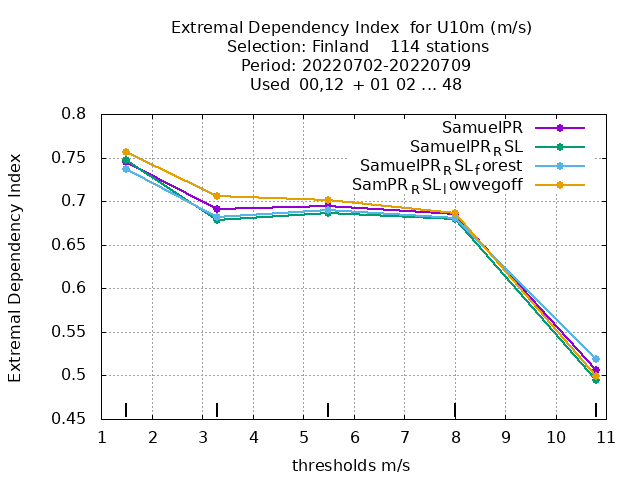 Extremal Dependency Index  for U10m (m/s)
Selection: Finland    114 stations
Period: 20220702-20220709
Used  00,12  + 01 02 ... 48
SamuelPR
SamuelPR_RSL
SamuelPR_RSL_forest
SamPR_RSL_lowvegoff
Extremal Dependency Index
0.8
0.75
0.7
0.65
0.6
0.55
0.5
0.45
1 2 3 4 5 6 7 8 9 10 11
thresholds m/s